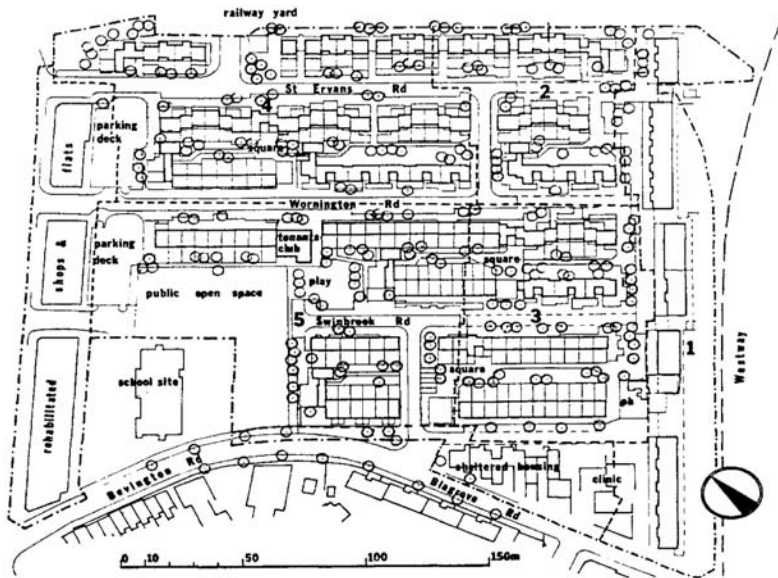 railway yard
St Ervans Rd
2
4
parking
deck
flats
square
Wornington Rd
shops &
parking
deck
tenants
club
square
play
public open space
3
5
Swinbrook Rd
1
Westway
rehabilitated
school site
square
ph
sheltered housing
clinic
Bevington Rd
Blagrove Rd
0 10 50 100 150m